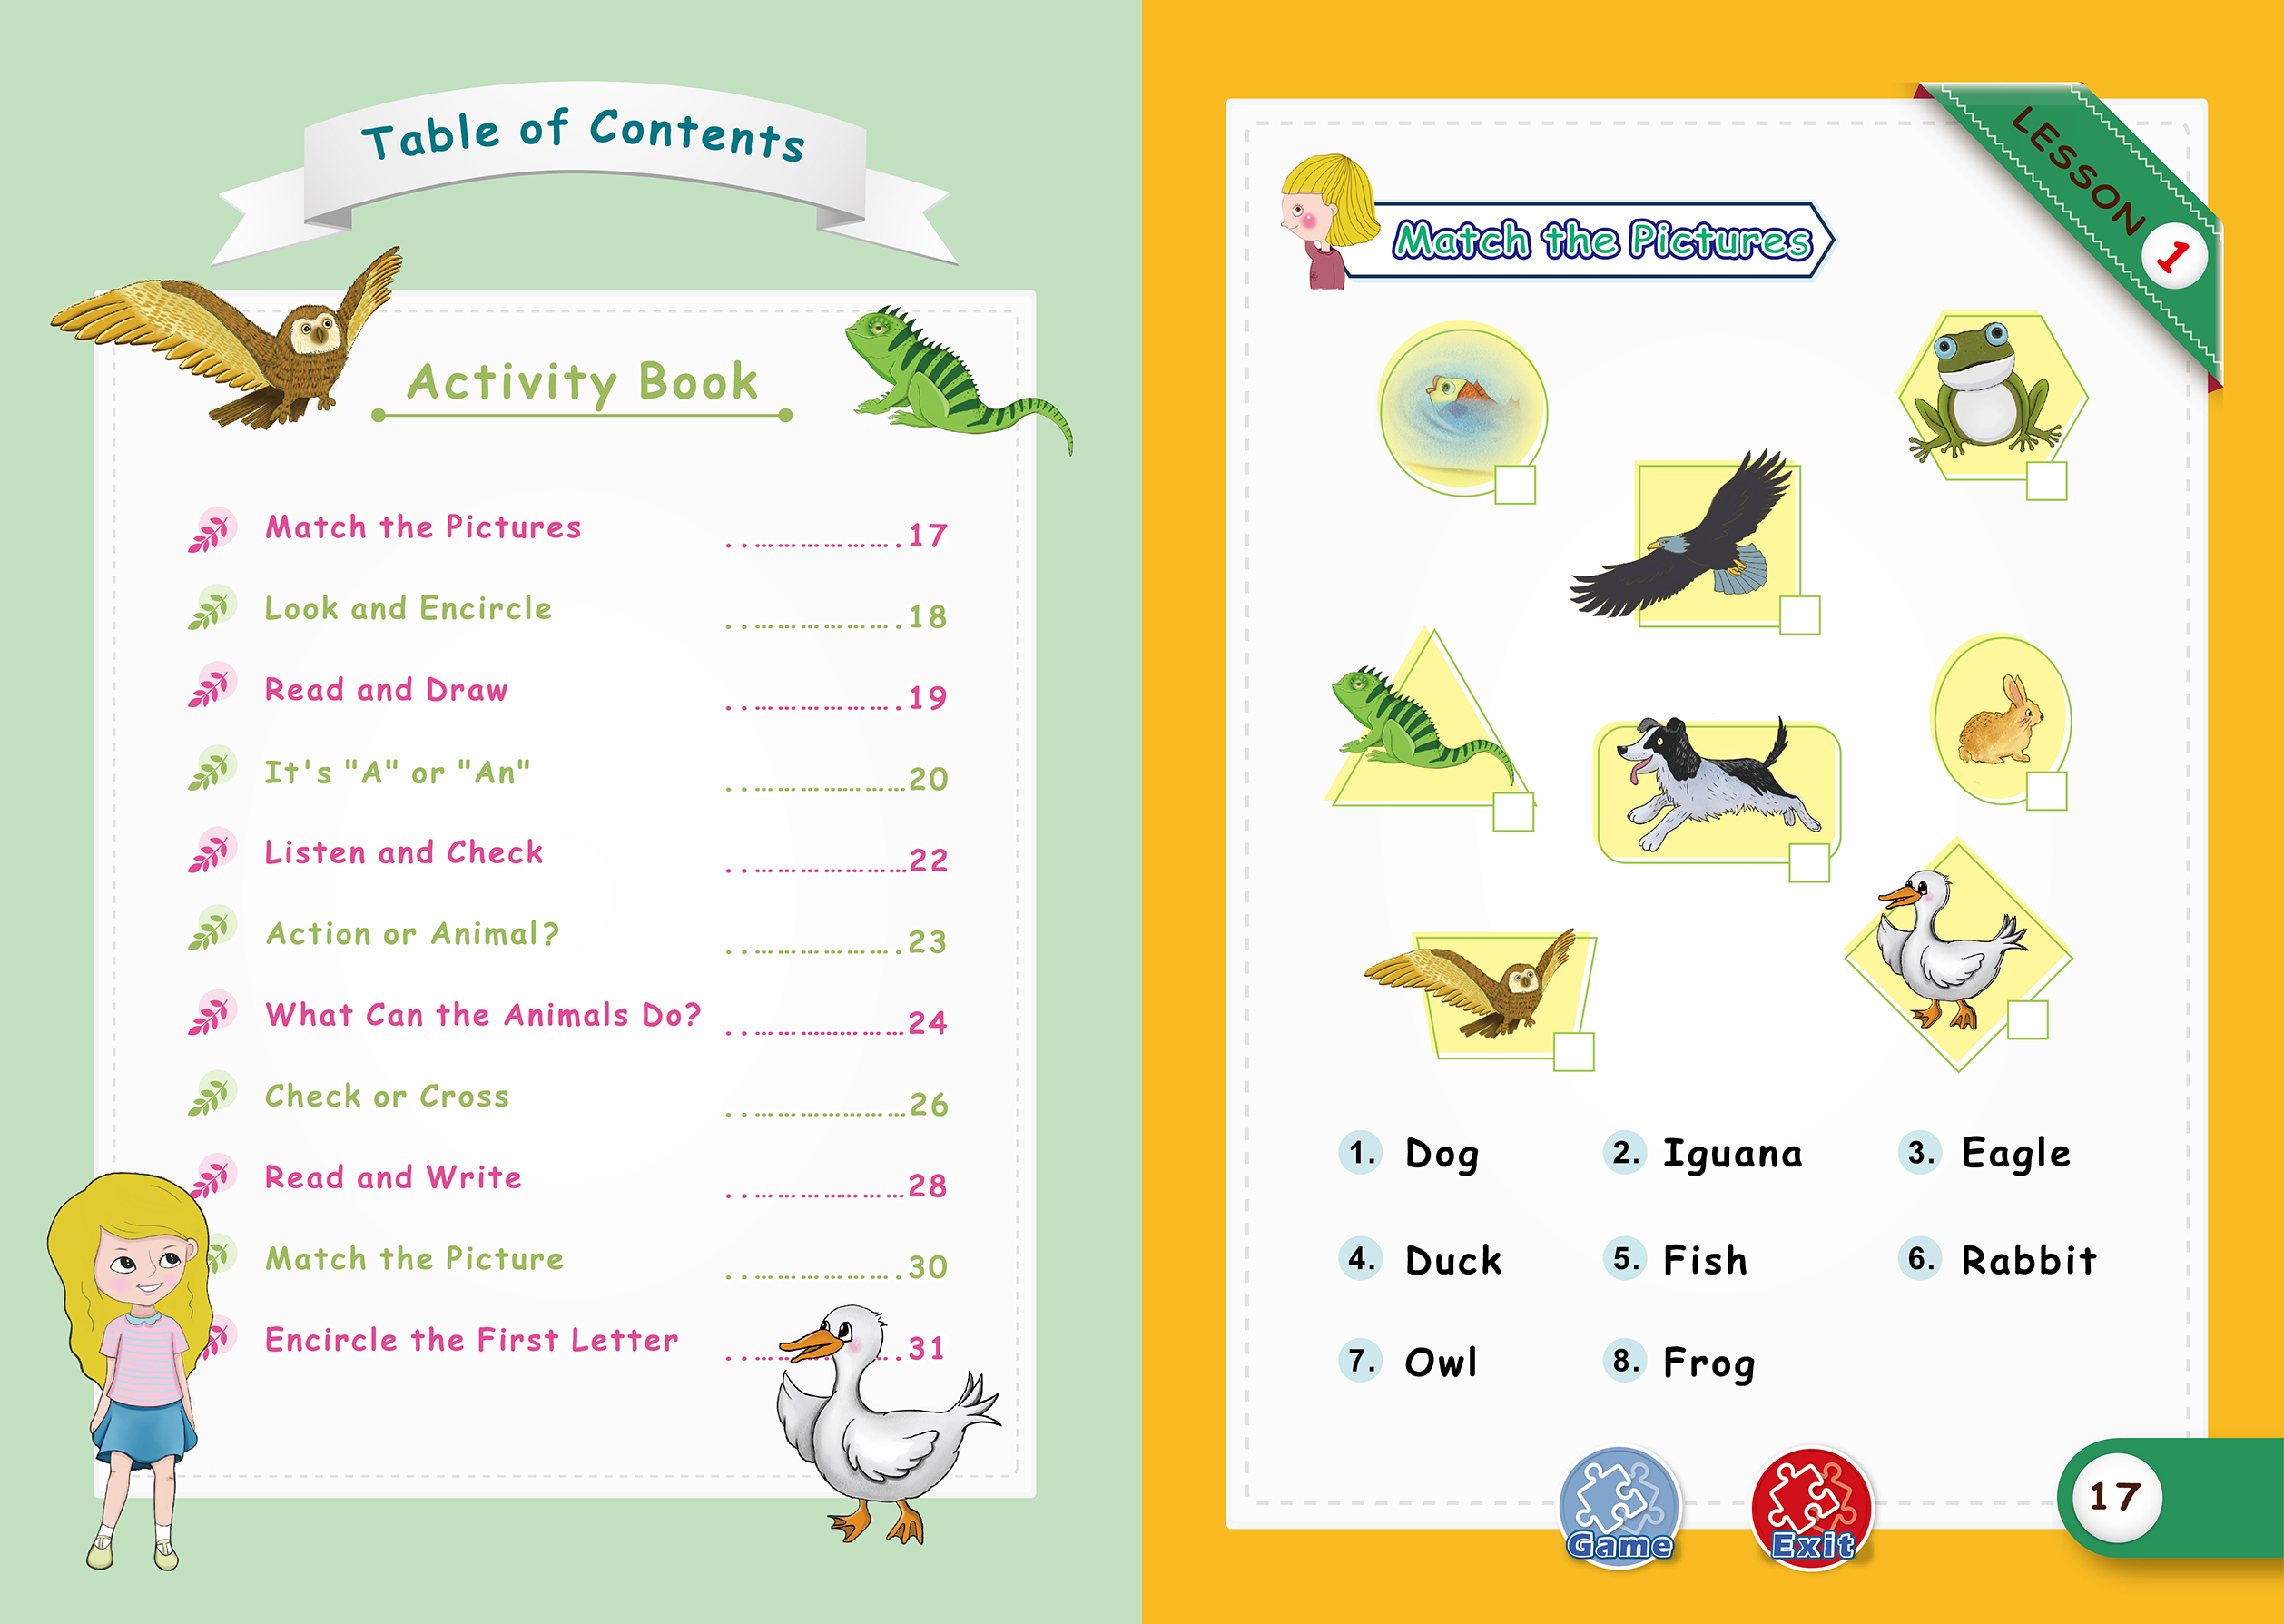 Table of Contents
Activity Book
Match the Pictures ..................17
Look and Encircle ..................18
Read and Draw ..................19
It's "A" or "An" ..................20
Listen and Check ..................22
Action or Animal? ..................23
What Can the Animals Do? ..................24
Check or Cross ..................26
Read and Write ..................28
Match the Picture ..................30
Encircle the First Letter ..................31
LESSON 1
Match the Pictures
1. Dog 2. Iguana 3. Eagle
4. Duck 5. Fish 6. Rabbit
7. Owl 8. Frog
Game Exit
17